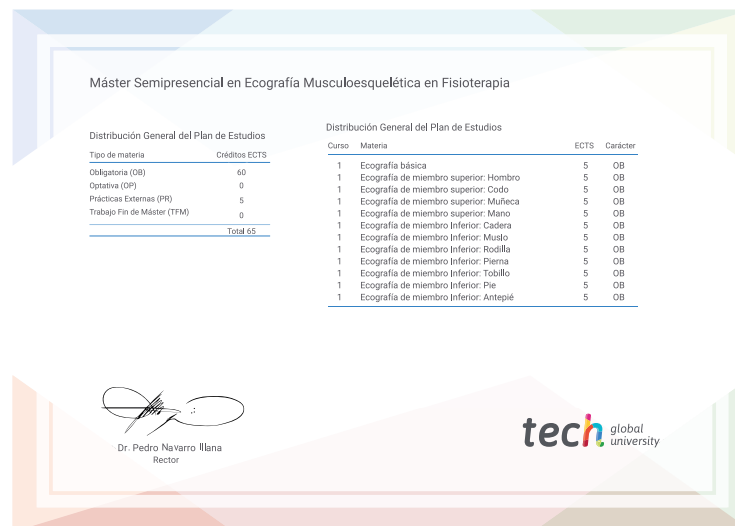 Máster Semipresencial en Ecografía Musculoesquelética en Fisioterapia
Distribución General del Plan de Estudios
Tipo de materia Créditos ECTS
Obligatoria (OB) 60
Optativa (OP) 0
Prácticas Externas (PR) 5
Trabajo Fin de Máster (TFM) 0
Total 65
Distribución General del Plan de Estudios
Curso Materia ECTS Carácter
1 Ecografía básica 5 OB
1 Ecografía de miembro superior: Hombro 5 OB
1 Ecografía de miembro superior: Codo 5 OB
1 Ecografía de miembro superior: Muñeca 5 OB
1 Ecografía de miembro superior: Mano 5 OB
1 Ecografía de miembro Inferior: Cadera 5 OB
1 Ecografía de miembro Inferior: Muslo 5 OB
1 Ecografía de miembro Inferior: Rodilla 5 OB
1 Ecografía de miembro Inferior: Pierna 5 OB
1 Ecografía de miembro Inferior: Tobillo 5 OB
1 Ecografía de miembro Inferior: Pie 5 OB
1 Ecografía de miembro Inferior: Antepié 5 OB
Dr. Pedro Navarro Illana
Rector
tech global
university